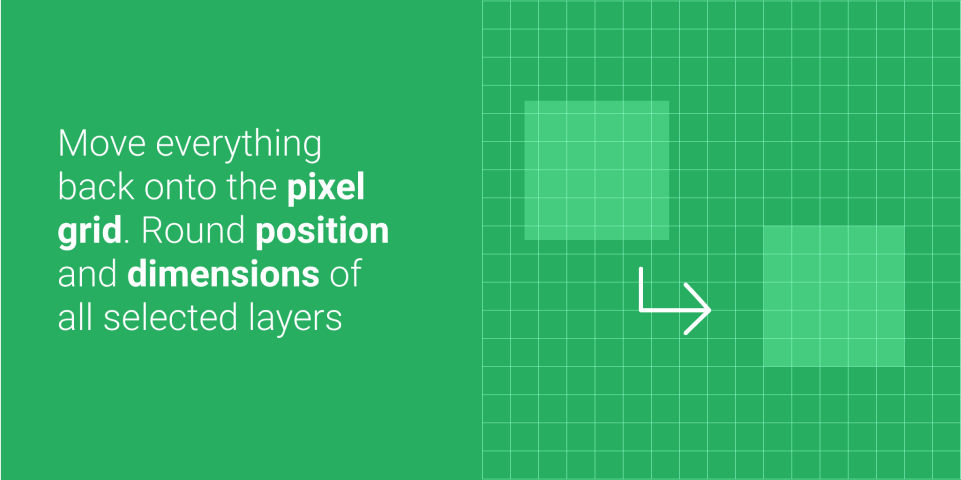 Move everything
back onto the pixel
grid. Round position
and dimensions of
all selected layers